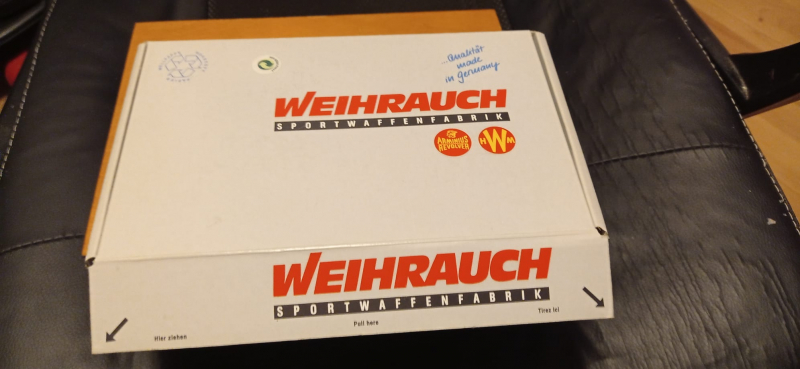 Qualität
made
in germany
WEIHRAUCH
SPORTWAFFENFABRIK
ARMINIUS
REVOLVER
HWM
WEIHRAUCH
SPORTWAFFENFABRIK
Hier ziehen
Pull here
Tirez ici